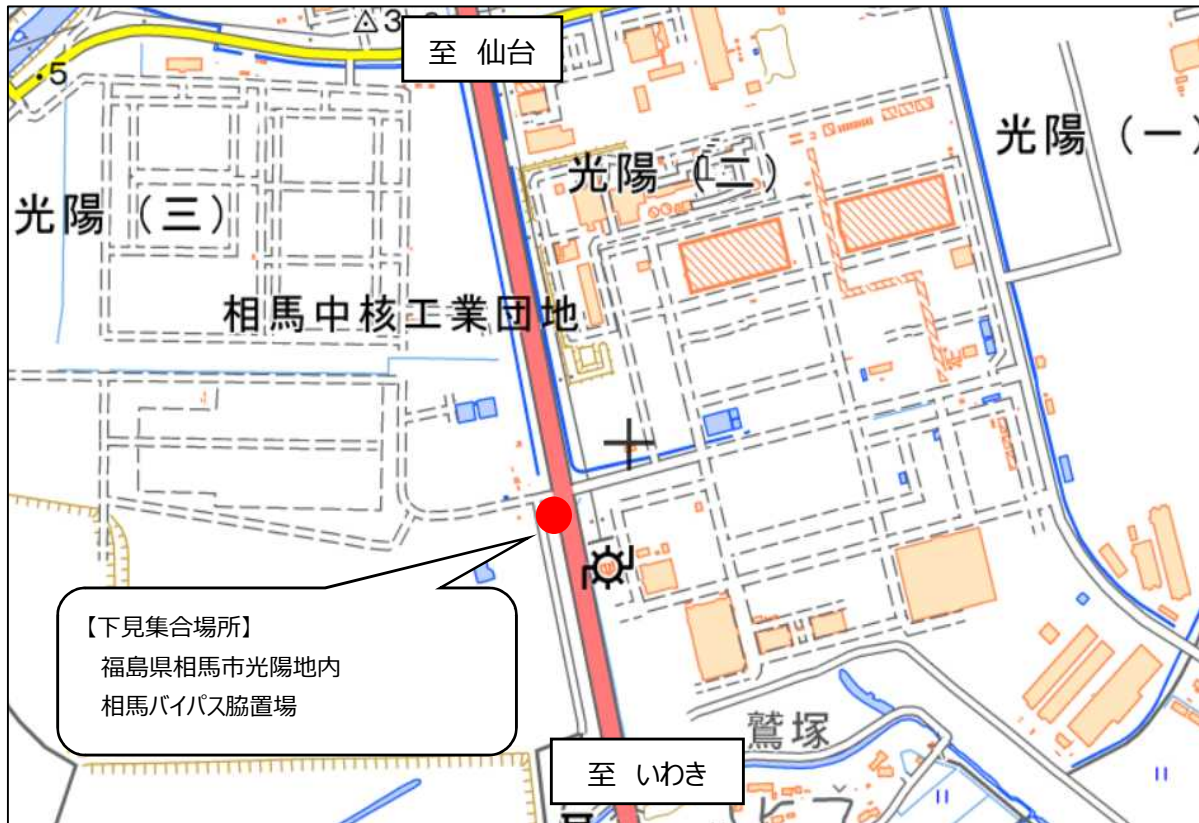 3
至 仙台
5
光陽（一）
光陽（二）
光陽（三）
相馬中核工業団地
【下見集合場所】
福島県相馬市光陽地内
相馬バイパス脇置場
鷲塚
至 いわき